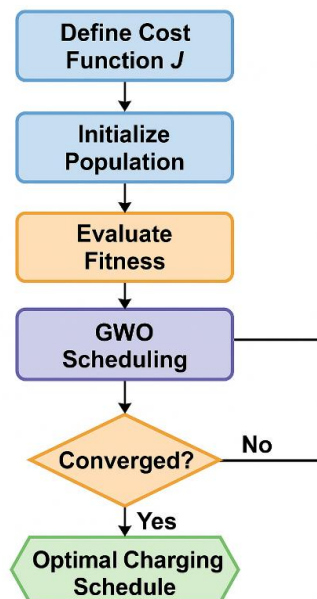 Define Cost
Function J
Initialize
Population
Evaluate
Fitness
GWO
Scheduling
Converged?
No
Yes
Optimal Charging
Schedule